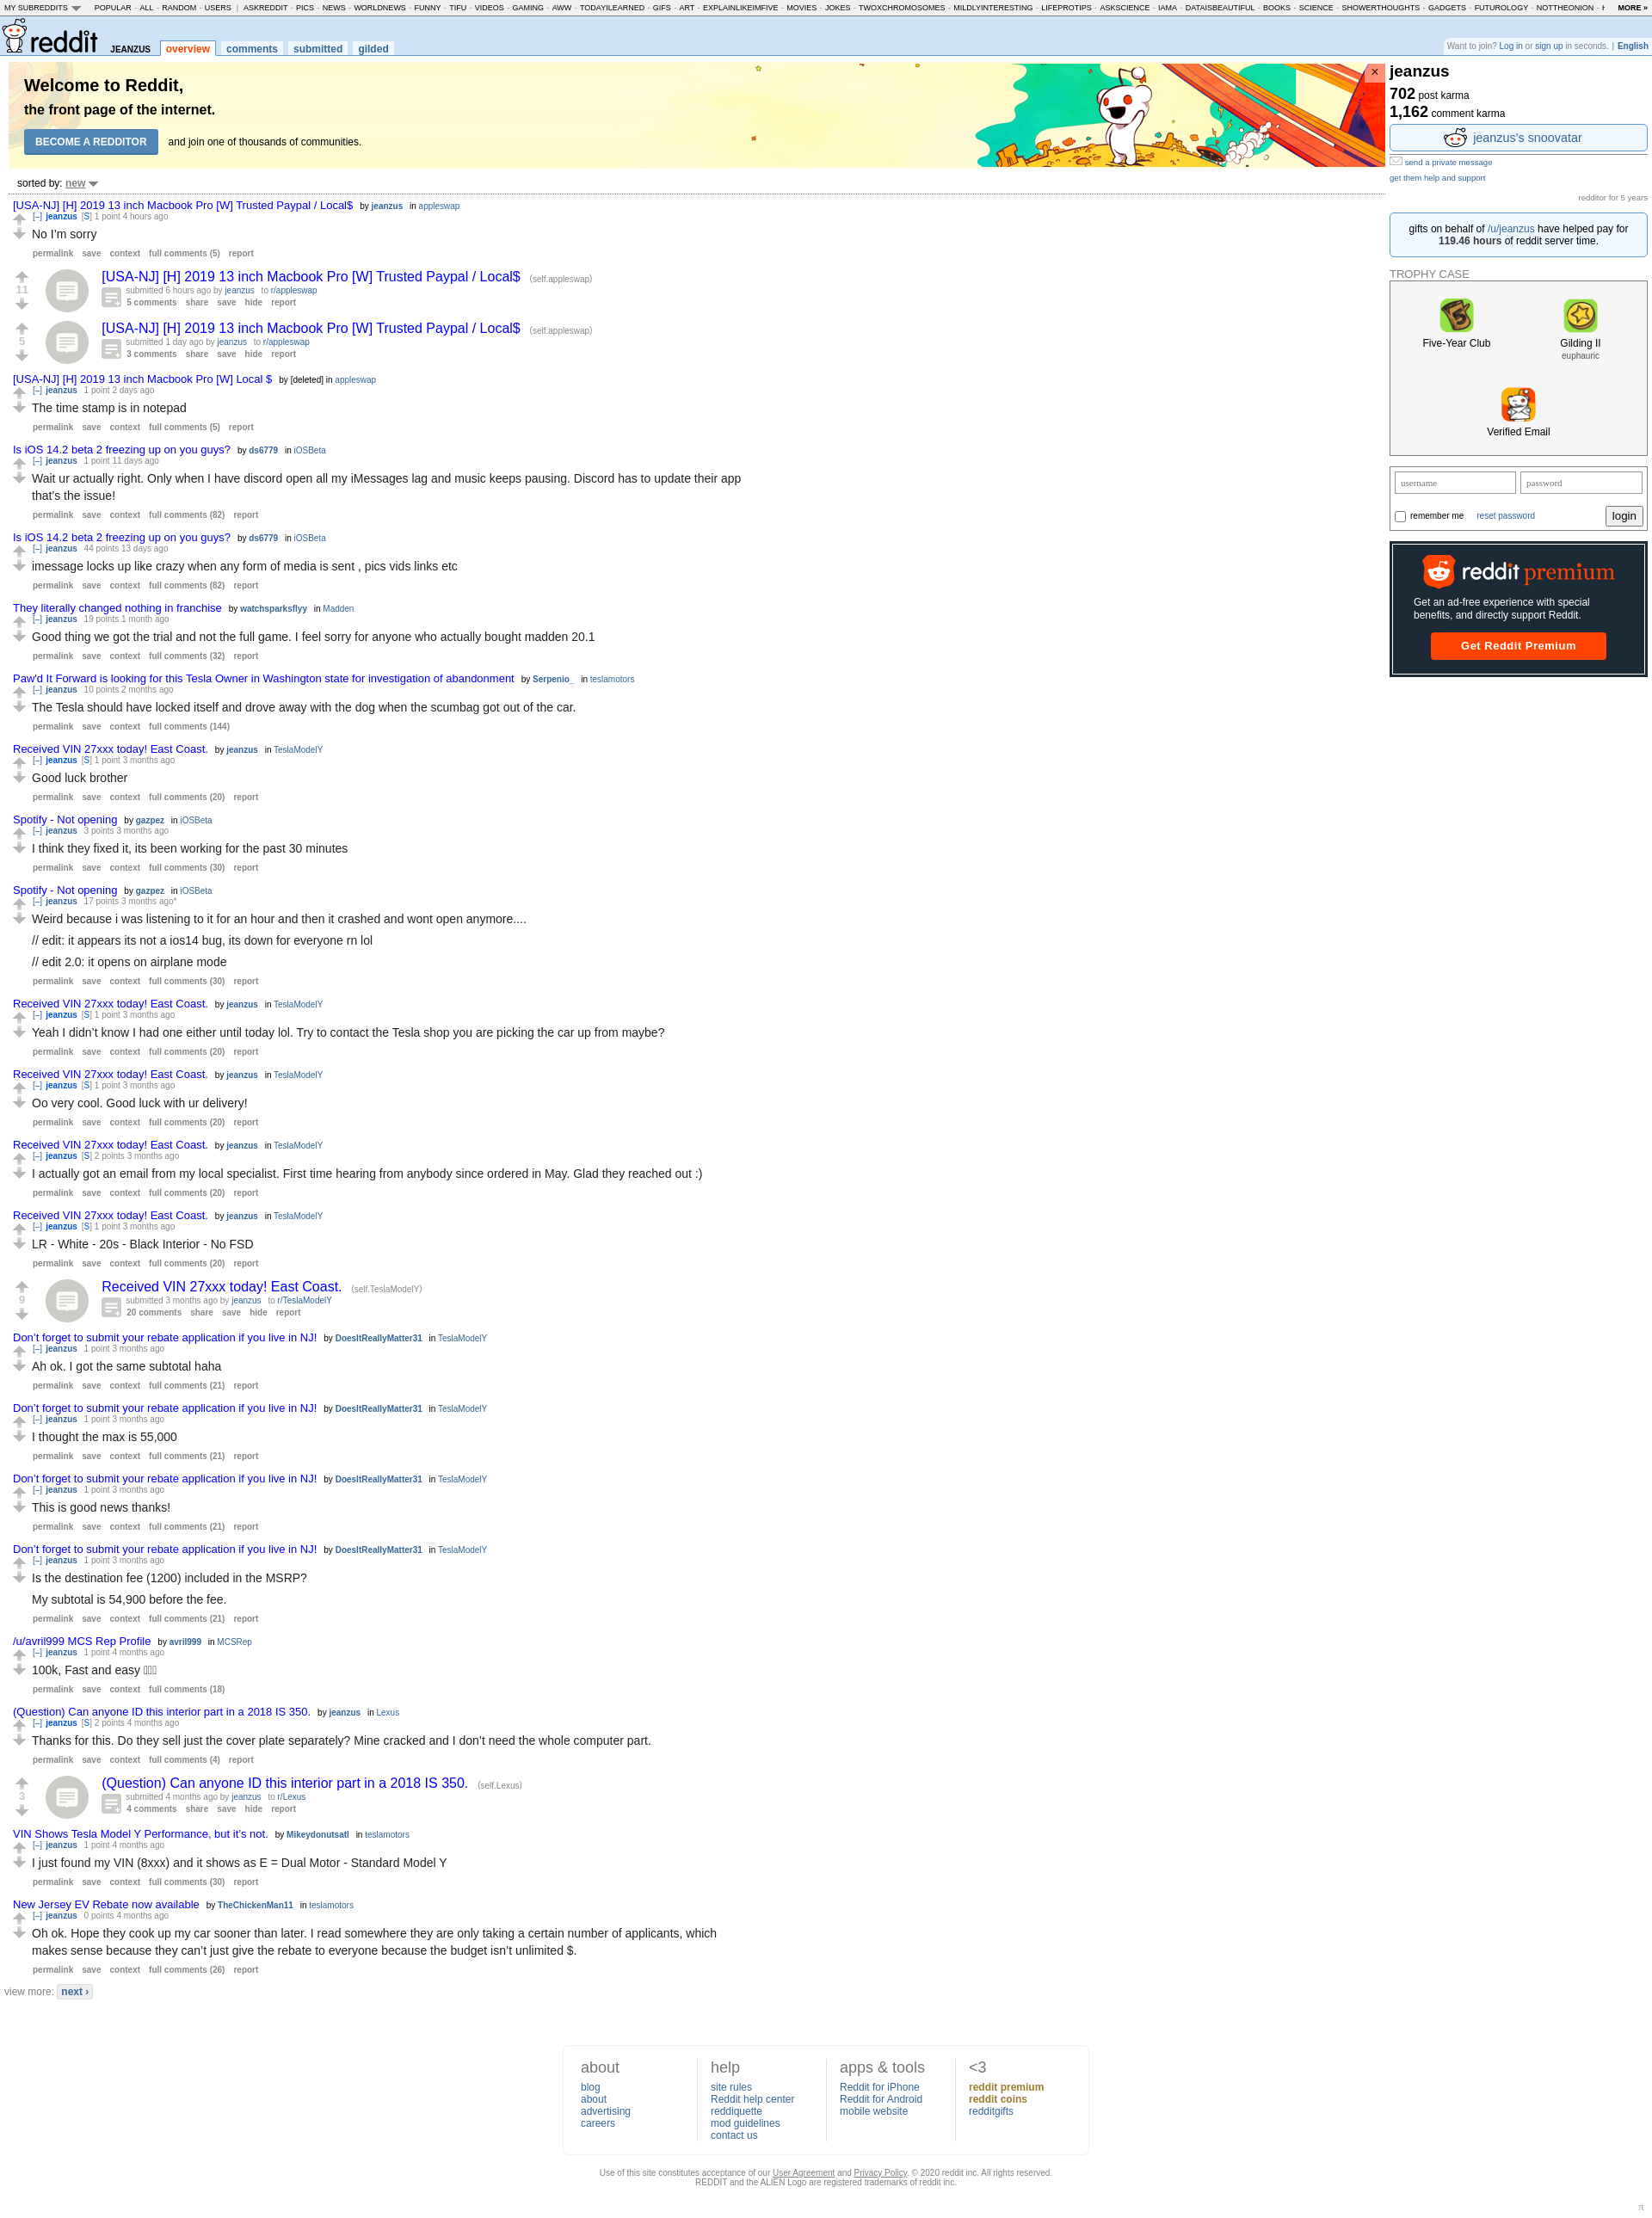 MY SUBREDDITS POPULAR - ALL - RANDOM - USERS | ASKREDDIT - PICS - NEWS - WORLDNEWS - FUNNY - TIFU - VIDEOS - GAMING - AWW - TODAYILEARNED - GIFS - ART - EXPLAINLIKEIMFIVE - MOVIES - JOKES - TWOXCHROMOSOMES - MILDLYINTERESTING - LIFEPROTIPS - ASKSCIENCE - IAMA - DATAISBEAUTIFUL - BOOKS - SCIENCE - SHOWERTHOUGHTS - GADGETS - FUTUROLOGY - NOTTHEONION - MORE »
reddit JEANZUS overview comments submitted gilded
Want to join? Log in or sign up in seconds. | English
Welcome to Reddit,
the front page of the internet.
BECOME A REDDITOR and join one of thousands of communities.
×
sorted by: new
[USA-NJ] [H] 2019 13 inch Macbook Pro [W] Trusted Paypal / Local$ by jeanzus in appleswap
[–] jeanzus [S] 1 point 4 hours ago
No I’m sorry
permalink save context full comments (5) report
11
[USA-NJ] [H] 2019 13 inch Macbook Pro [W] Trusted Paypal / Local$ (self.appleswap)
submitted 6 hours ago by jeanzus to r/appleswap
5 comments share save hide report
5
[USA-NJ] [H] 2019 13 inch Macbook Pro [W] Trusted Paypal / Local$ (self.appleswap)
submitted 1 day ago by jeanzus to r/appleswap
3 comments share save hide report
[USA-NJ] [H] 2019 13 inch Macbook Pro [W] Local $ by [deleted] in appleswap
[–] jeanzus 1 point 2 days ago
The time stamp is in notepad
permalink save context full comments (5) report
Is iOS 14.2 beta 2 freezing up on you guys? by ds6779 in iOSBeta
[–] jeanzus 1 point 11 days ago
Wait ur actually right. Only when I have discord open all my iMessages lag and music keeps pausing. Discord has to update their app
that’s the issue!
permalink save context full comments (82) report
Is iOS 14.2 beta 2 freezing up on you guys? by ds6779 in iOSBeta
[–] jeanzus 44 points 13 days ago
imessage locks up like crazy when any form of media is sent , pics vids links etc
permalink save context full comments (82) report
They literally changed nothing in franchise by watchsparksflyy in Madden
[–] jeanzus 19 points 1 month ago
Good thing we got the trial and not the full game. I feel sorry for anyone who actually bought madden 20.1
permalink save context full comments (32) report
Paw'd It Forward is looking for this Tesla Owner in Washington state for investigation of abandonment by Serpenio_ in teslamotors
[–] jeanzus 10 points 2 months ago
The Tesla should have locked itself and drove away with the dog when the scumbag got out of the car.
permalink save context full comments (144)
Received VIN 27xxx today! East Coast. by jeanzus in TeslaModelY
[–] jeanzus [S] 1 point 3 months ago
Good luck brother
permalink save context full comments (20) report
Spotify - Not opening by gazpez in iOSBeta
[–] jeanzus 3 points 3 months ago
I think they fixed it, its been working for the past 30 minutes
permalink save context full comments (30) report
Spotify - Not opening by gazpez in iOSBeta
[–] jeanzus 17 points 3 months ago*
Weird because i was listening to it for an hour and then it crashed and wont open anymore....
// edit: it appears its not a ios14 bug, its down for everyone rn lol
// edit 2.0: it opens on airplane mode
permalink save context full comments (30) report
Received VIN 27xxx today! East Coast. by jeanzus in TeslaModelY
[–] jeanzus [S] 1 point 3 months ago
Yeah I didn’t know I had one either until today lol. Try to contact the Tesla shop you are picking the car up from maybe?
permalink save context full comments (20) report
Received VIN 27xxx today! East Coast. by jeanzus in TeslaModelY
[–] jeanzus [S] 1 point 3 months ago
Oo very cool. Good luck with ur delivery!
permalink save context full comments (20) report
Received VIN 27xxx today! East Coast. by jeanzus in TeslaModelY
[–] jeanzus [S] 2 points 3 months ago
I actually got an email from my local specialist. First time hearing from anybody since ordered in May. Glad they reached out :)
permalink save context full comments (20) report
Received VIN 27xxx today! East Coast. by jeanzus in TeslaModelY
[–] jeanzus [S] 1 point 3 months ago
LR - White - 20s - Black Interior - No FSD
permalink save context full comments (20) report
9
Received VIN 27xxx today! East Coast. (self.TeslaModelY)
submitted 3 months ago by jeanzus to r/TeslaModelY
20 comments share save hide report
Don’t forget to submit your rebate application if you live in NJ! by DoesItReallyMatter31 in TeslaModelY
[–] jeanzus 1 point 3 months ago
Ah ok. I got the same subtotal haha
permalink save context full comments (21) report
Don’t forget to submit your rebate application if you live in NJ! by DoesItReallyMatter31 in TeslaModelY
[–] jeanzus 1 point 3 months ago
I thought the max is 55,000
permalink save context full comments (21) report
Don’t forget to submit your rebate application if you live in NJ! by DoesItReallyMatter31 in TeslaModelY
[–] jeanzus 1 point 3 months ago
This is good news thanks!
permalink save context full comments (21) report
Don’t forget to submit your rebate application if you live in NJ! by DoesItReallyMatter31 in TeslaModelY
[–] jeanzus 1 point 3 months ago
Is the destination fee (1200) included in the MSRP?
My subtotal is 54,900 before the fee.
permalink save context full comments (21) report
/u/avril999 MCS Rep Profile by avril999 in MCSRep
[–] jeanzus 1 point 4 months ago
100k, Fast and easy
permalink save context full comments (18)
(Question) Can anyone ID this interior part in a 2018 IS 350. by jeanzus in Lexus
[–] jeanzus [S] 2 points 4 months ago
Thanks for this. Do they sell just the cover plate separately? Mine cracked and I don’t need the whole computer part.
permalink save context full comments (4) report
3
(Question) Can anyone ID this interior part in a 2018 IS 350. (self.Lexus)
submitted 4 months ago by jeanzus to r/Lexus
4 comments share save hide report
VIN Shows Tesla Model Y Performance, but it’s not. by Mikeydonutsatl in teslamotors
[–] jeanzus 1 point 4 months ago
I just found my VIN (8xxx) and it shows as E = Dual Motor - Standard Model Y
permalink save context full comments (30) report
New Jersey EV Rebate now available by TheChickenMan11 in teslamotors
[–] jeanzus 0 points 4 months ago
Oh ok. Hope they cook up my car sooner than later. I read somewhere they are only taking a certain number of applicants, which
makes sense because they can’t just give the rebate to everyone because the budget isn’t unlimited $.
permalink save context full comments (26) report
view more: next ›
jeanzus
702 post karma
1,162 comment karma
jeanzus's snoovatar
send a private message
get them help and support
redditor for 5 years
gifts on behalf of /u/jeanzus have helped pay for
119.46 hours of reddit server time.
TROPHY CASE
5
Five-Year Club
Gilding II
euphauric
Verified Email
username password
remember me reset password login
reddit premium
Get an ad-free experience with special
benefits, and directly support Reddit.
Get Reddit Premium
about
blog
about
advertising
careers
help
site rules
Reddit help center
reddiquette
mod guidelines
contact us
apps & tools
Reddit for iPhone
Reddit for Android
mobile website
<3
reddit premium
reddit coins
redditgifts
Use of this site constitutes acceptance of our User Agreement and Privacy Policy. © 2020 reddit inc. All rights reserved.
REDDIT and the ALIEN Logo are registered trademarks of reddit inc.
π